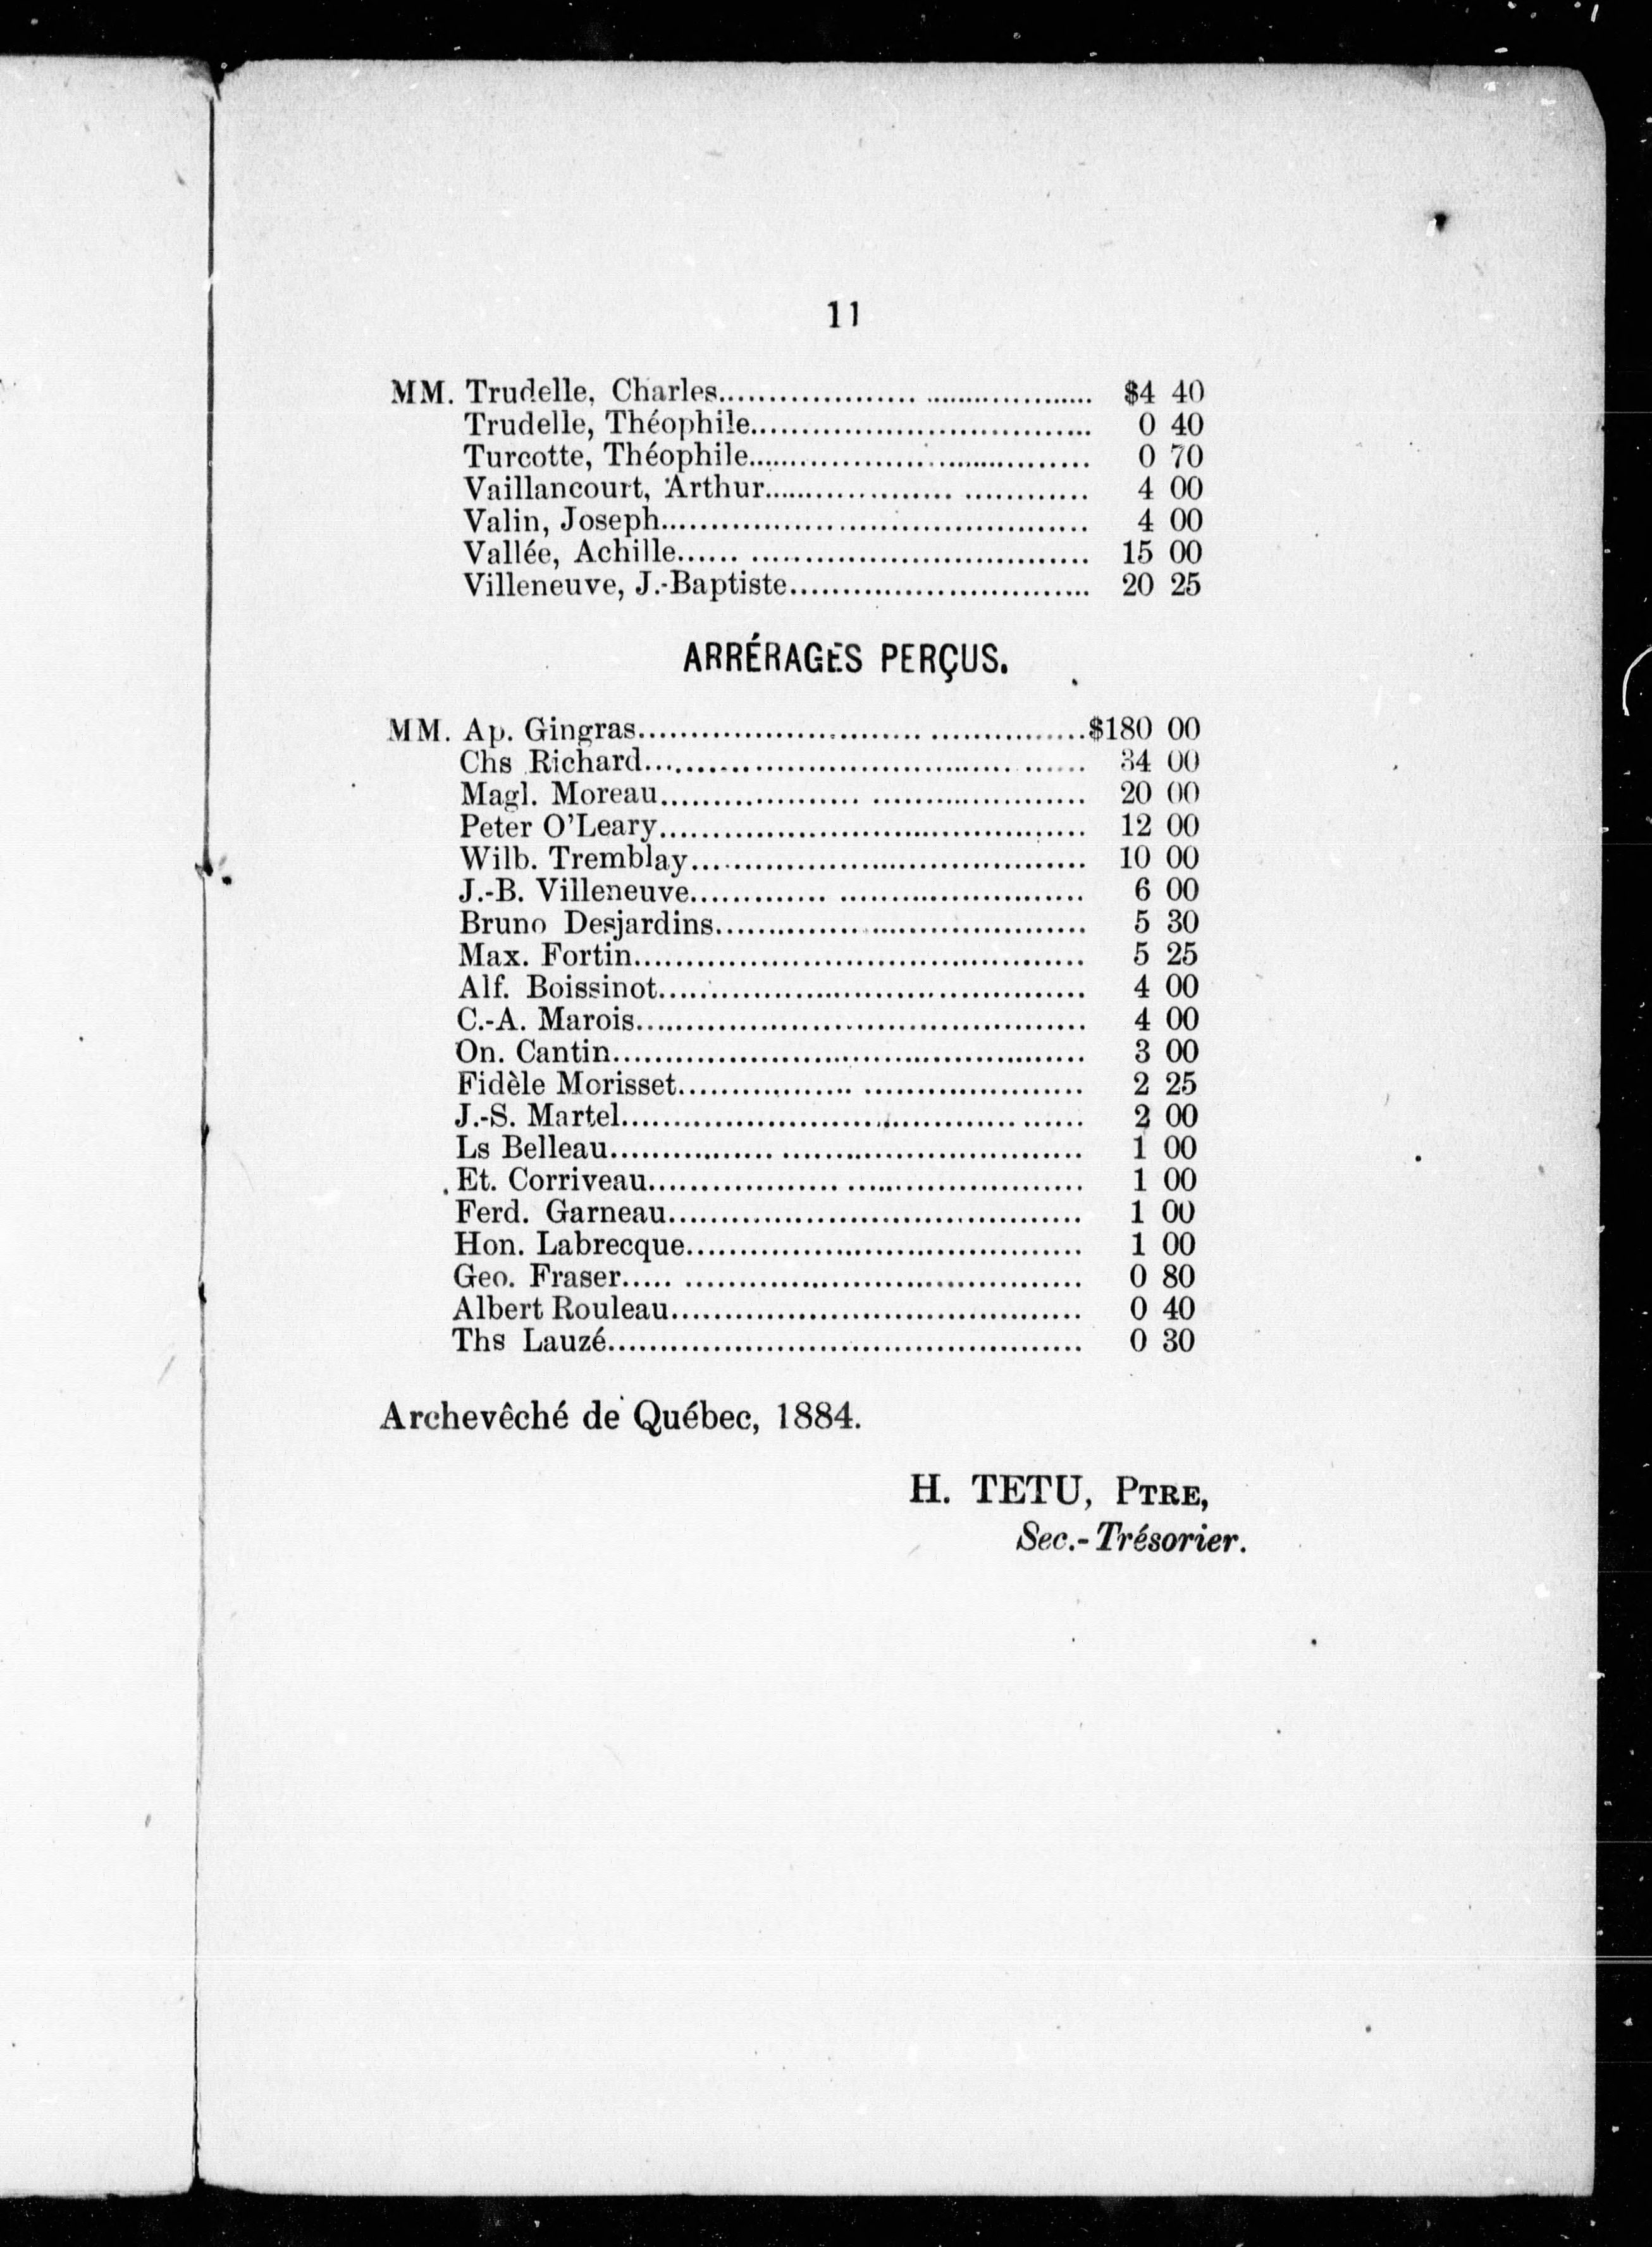 11
MM. Trudelle, Charles........................................ $4 40
Trudelle, Théophile................................. 0 40
Turcotte, Théophile................................. 0 70
Vaillancourt, Arthur................................ 4 00
Valin, Joseph......................................... 4 00
Vallée, Achille...... ................................. 15 00
Villeneuve, J.-Baptiste............................. 20 25
ARRÉRAGES PERÇUS.
MM. Ap. Gingras...........................................$180 00
Chs Richard.......................................... 34 00
Magl. Moreau......................................... 20 00
Peter O'Leary......................................... 12 00
Wilb. Tremblay...................................... 10 00
J.-B. Villeneuve............. ........................ 6 00
Bruno Desjardins.................................... 5 30
Max. Fortin............................................ 5 25
Alf. Boissinot......................................... 4 00
C.-A. Marois........................................... 4 00
On. Cantin.............................................. 3 00
Fidèle Morisset................. ..................... 2 25
J.-S. Martel............................................. 2 00
Ls Belleau................ ............................. 1 00
Et. Corriveau.................. ....................... 1 00
Ferd. Garneau........................................ 1 00
Hon. Labrecque...................................... 1 00
Geo. Fraser..... ...................................... 0 80
Albert Rouleau........................................ 0 40
Ths Lauzé.............................................. 0 30
Archevêché de Québec, 1884.
H. TETU, PTRE,
Sec.-Trésorier.